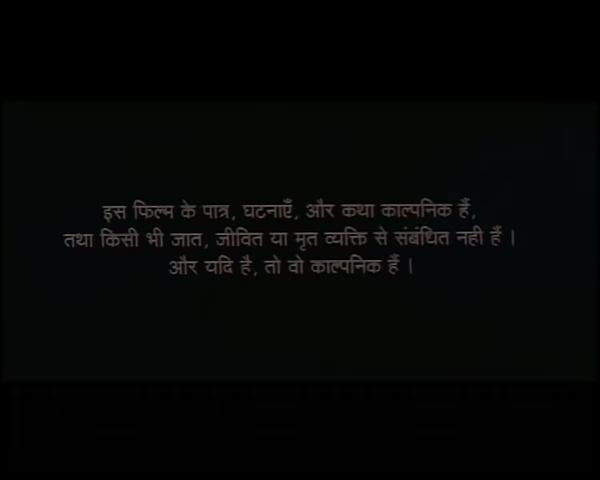 इस फिल्म के पात्र, घटनाएँ, और कथा काल्पनिक हैं,
तथा किसी भी जात, जीवित या मृत व्यक्ति से संबंधित नही हैं ।
और यदि है, तो वो काल्पनिक हैं ।